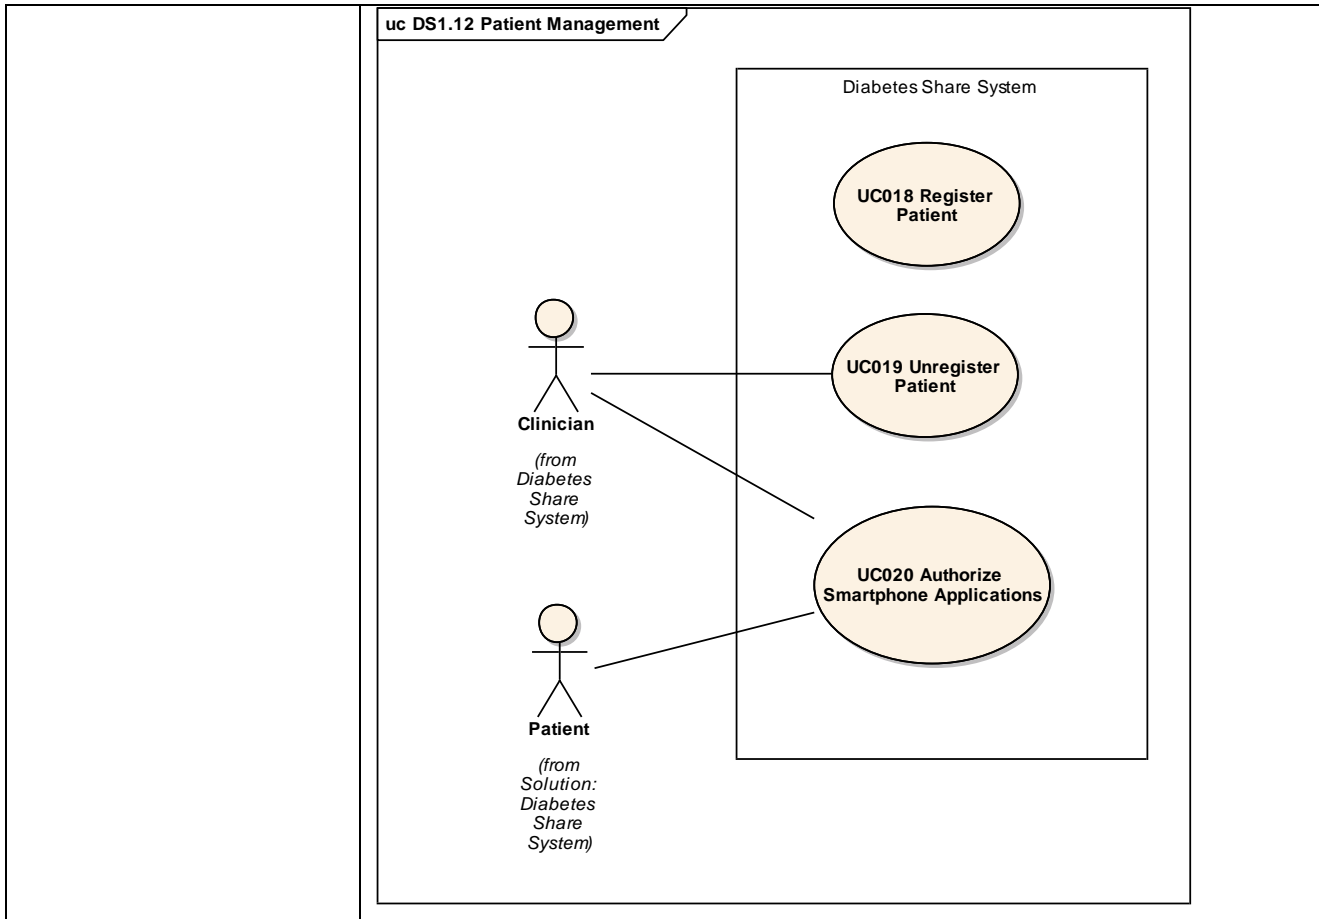 uc DS1.12 Patient Management
Diabetes Share System
UC018 Register
Patient
UC019 Unregister
Patient
Clinician
(from
Diabetes
Share
System)
UC020 Authorize
Smartphone Applications
Patient
(from
Solution:
Diabetes
Share
System)